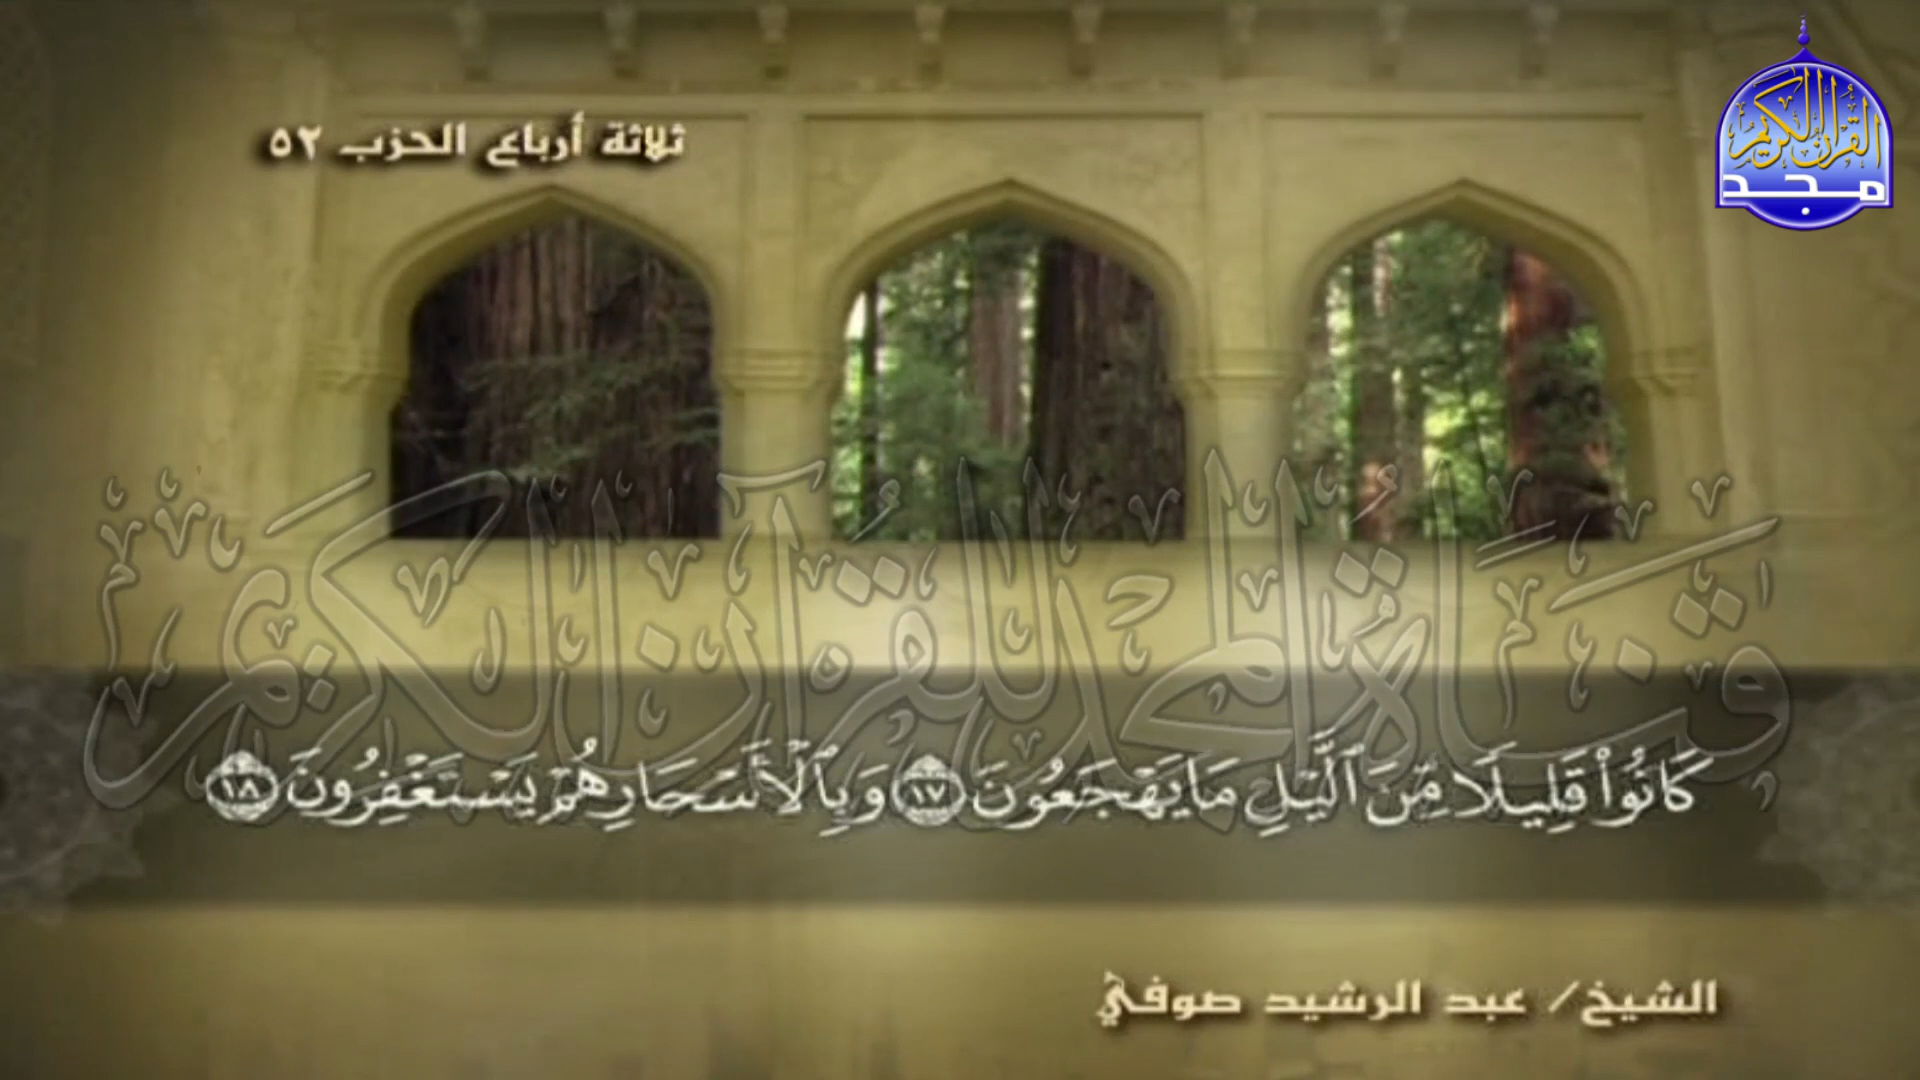 القرآن الكريم
مجد
ثلاثة أرباع الحزب ٥٢
قناة المجد للقرآن الكريم
كَانُوا۟ قَلِيلًا مِّنَ ٱلَّيْلِ مَا يَهْجَعُونَ ١٧ وَبِٱلْأَسْحَارِ هُمْ يَسْتَغْفِرُونَ ١٨
الشيخ/ عبد الرشيد صوفي